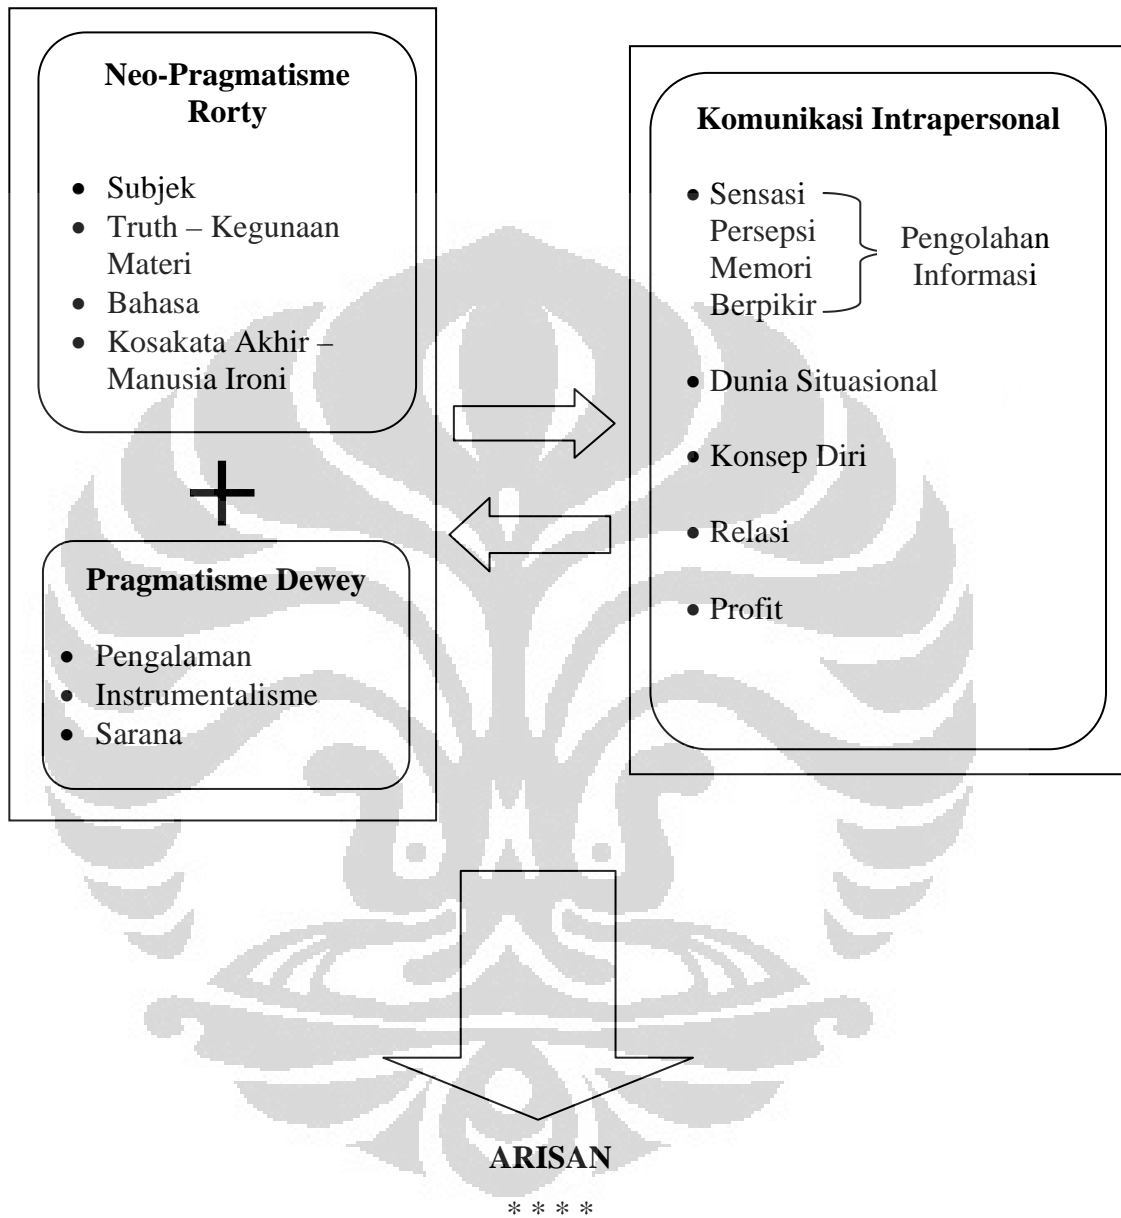 Neo-Pragmatisme
Rorty
• Subjek
• Truth – Kegunaan
Materi
• Bahasa
• Kosakata Akhir –
Manusia Ironi
+
Pragmatisme Dewey
• Pengalaman
• Instrumentalisme
• Sarana
Komunikasi Intrapersonal
• Sensasi
Persepsi
Memori
Berpikir
Pengolahan
Informasi
• Dunia Situasional
• Konsep Diri
• Relasi
• Profit
ARISAN
* * * *